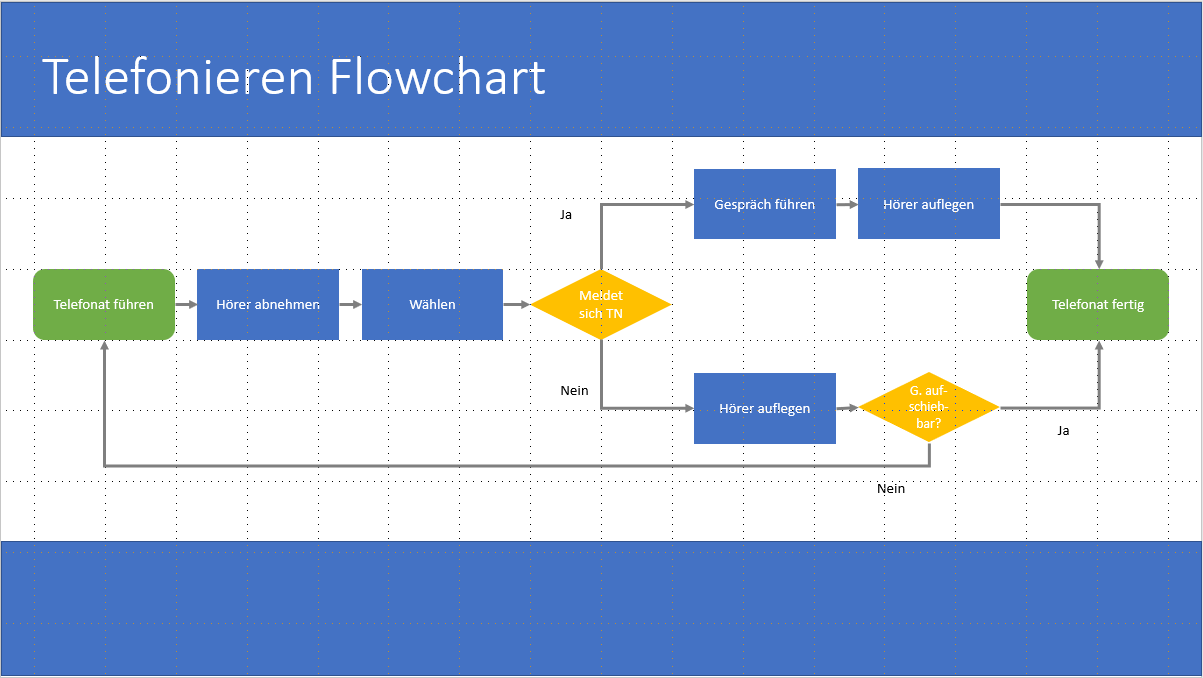 Telefonieren Flowchart
Ja
Gespräch führen
Hörer auflegen
Telefonat führen
Hörer abnehmen
Wählen
Meldet
sich TN
Telefonat fertig
Nein
Hörer auflegen
G. auf-
schieb-
bar?
Ja
Nein